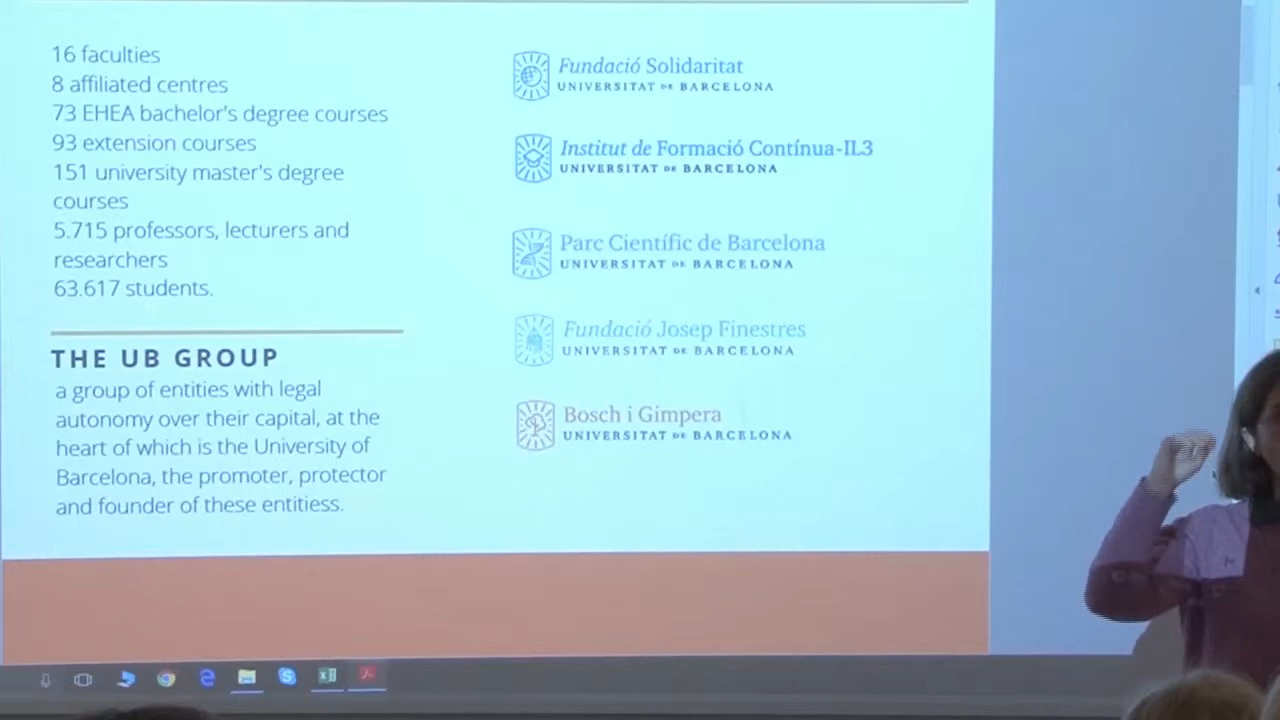 16 faculties
8 affiliated centres
73 EHEA bachelor's degree courses
93 extension courses
151 university master's degree
courses
5.715 professors, lecturers and
researchers
63.617 students.
THE UB GROUP
a group of entities with legal
autonomy over their capital, at the
heart of which is the University of
Barcelona, the promoter, protector
and founder of these entitiess.
Fundació Solidaritat
UNIVERSITAT DE BARCELONA
Institut de Formació Contínua-IL3
UNIVERSITAT DE BARCELONA
Parc Científic de Barcelona
UNIVERSITAT DE BARCELONA
Fundació Josep Finestres
UNIVERSITAT DE BARCELONA
Bosch i Gimpera
UNIVERSITAT DE BARCELONA